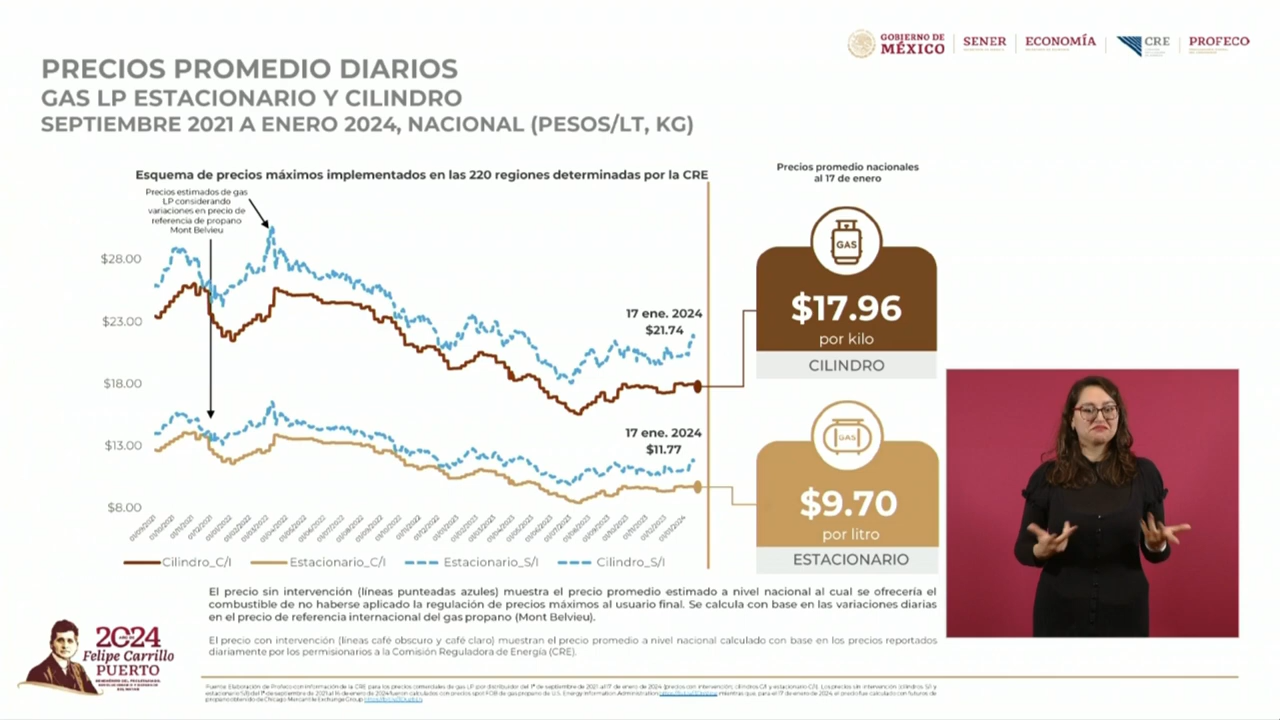 GOBIERNO DE
MÉXICO
SENER
ECONOMÍA
CRE
PROFECO
PRECIOS PROMEDIO DIARIOS
GAS LP ESTACIONARIO Y CILINDRO
SEPTIEMBRE 2021 A ENERO 2024, NACIONAL (PESOS/LT, KG)
Esquema de precios máximos implementados en las 220 regiones determinadas por la CRE
Precios estimados de gas
LP considerando
variaciones en precio de
referencia de propano
Mont Belvieu
$28.00
$23.00
$18.00
$13.00
$8.00
17 ene. 2024
$21.74
17 ene. 2024
$11.77
Cilindro_C/I
Estacionario_C/I
Estacionario_S/I
Cilindro_S/I
Precios promedio nacionales
al 17 de enero
GAS
$17.96
por kilo
CILINDRO
GAS
$9.70
por litro
ESTACIONARIO
El precio sin intervención (líneas punteadas azules) muestra el precio promedio estimado a nivel nacional al cual se ofrecería el
combustible de no haberse aplicado la regulación de precios máximos al usuario final. Se calcula con base en las variaciones diarias
en el precio de referencia internacional del gas propano (Mont Belvieu).
El precio con intervención (líneas café obscuro y café claro) muestran el precio promedio a nivel nacional calculado con base en los precios reportados
diariamente por los permisionarios a la Comisión Reguladora de Energía (CRE).
2024
Felipe Carrillo
PUERTO